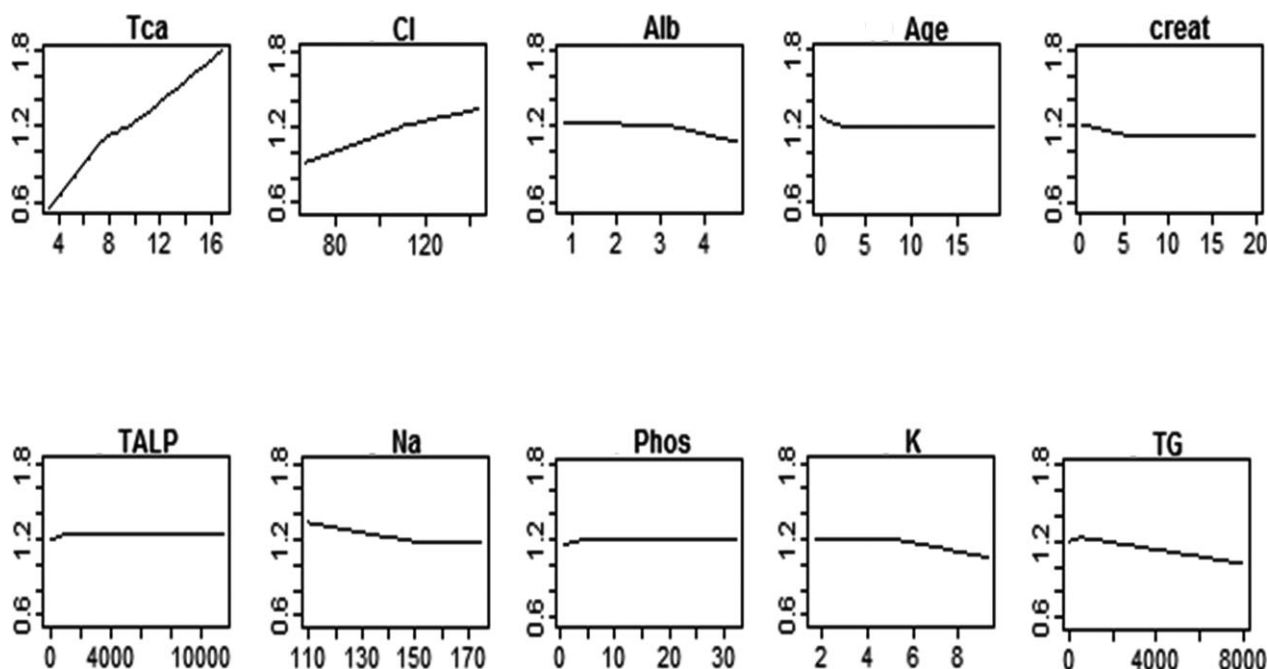 Tca Cl Alb Age creat
0.6 1.2 1.8 0.6 1.2 1.8 0.6 1.2 1.8 0.6 1.2 1.8 0.6 1.2 1.8
4 8 12 16 80 120 1 2 3 4 0 5 10 15 0 5 10 15 20
TALP Na Phos K TG
0.6 1.2 1.8 0.6 1.2 1.8 0.6 1.2 1.8 0.6 1.2 1.8 0.6 1.2 1.8
0 4000 10000 110 130 150 170 0 10 20 30 2 4 6 8 0 4000 8000